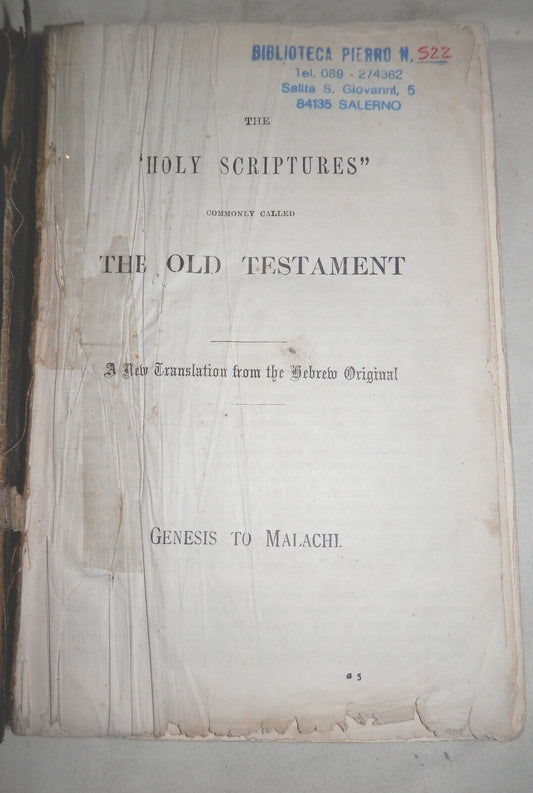 BIBLIOTECA PIERRO N. 522
Tel. 089 - 274362
Salita S. Giovanni, 5
84135 SALERNO
THE
"HOLY SCRIPTURES"
COMMONLY CALLED
THE OLD TESTAMENT
A New Translation from the Hebrew Original
GENESIS TO MALACHI.
a 5